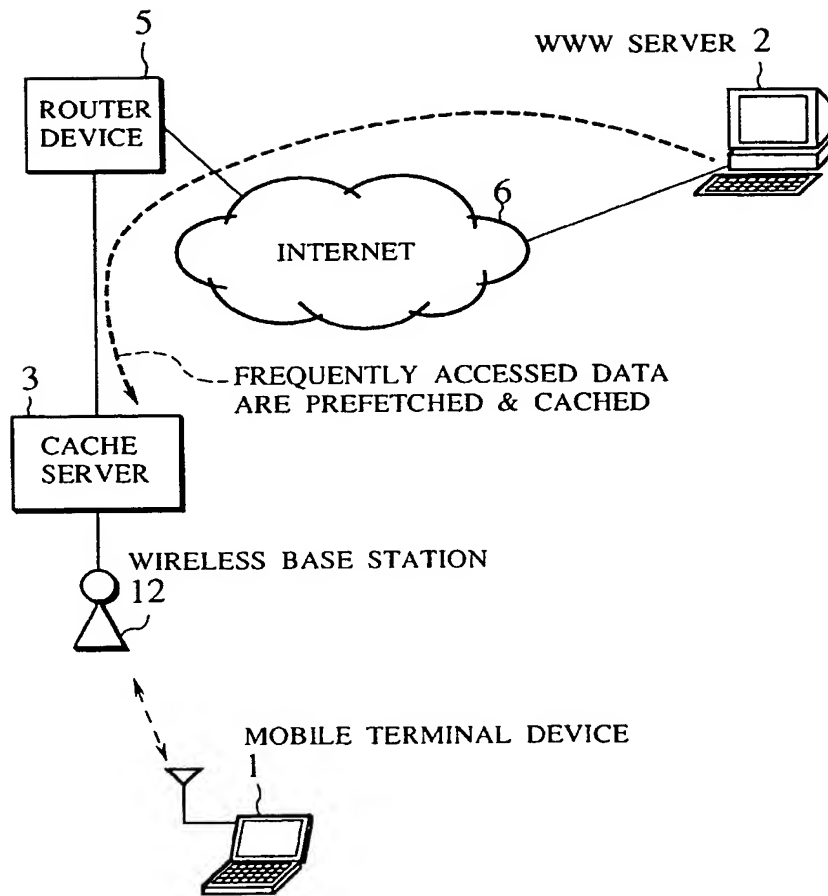 5
WWW SERVER 2
ROUTER
DEVICE
6
INTERNET
FREQUENTLY ACCESSED DATA
ARE PREFETCHED & CACHED
3
CACHE
SERVER
WIRELESS BASE STATION
12
MOBILE TERMINAL DEVICE
1